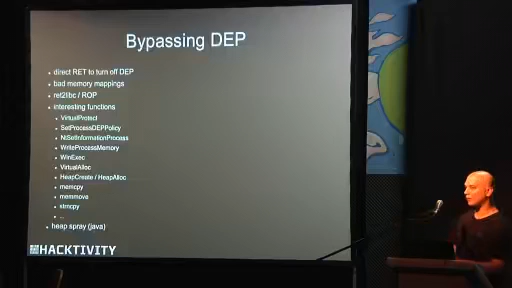 Bypassing DEP
direct RET to turn off DEP
bad memory mappings
ret2libc / ROP
interesting functions
VirtualProtect
SetProcessDEPPolicy
NtSetInformationProcess
WriteProcessMemory
WinExec
VirtualAlloc
HeapCreate / HeapAlloc
memcpy
memmove
strncpy
...
heap spray (java)
HACKTIVITY